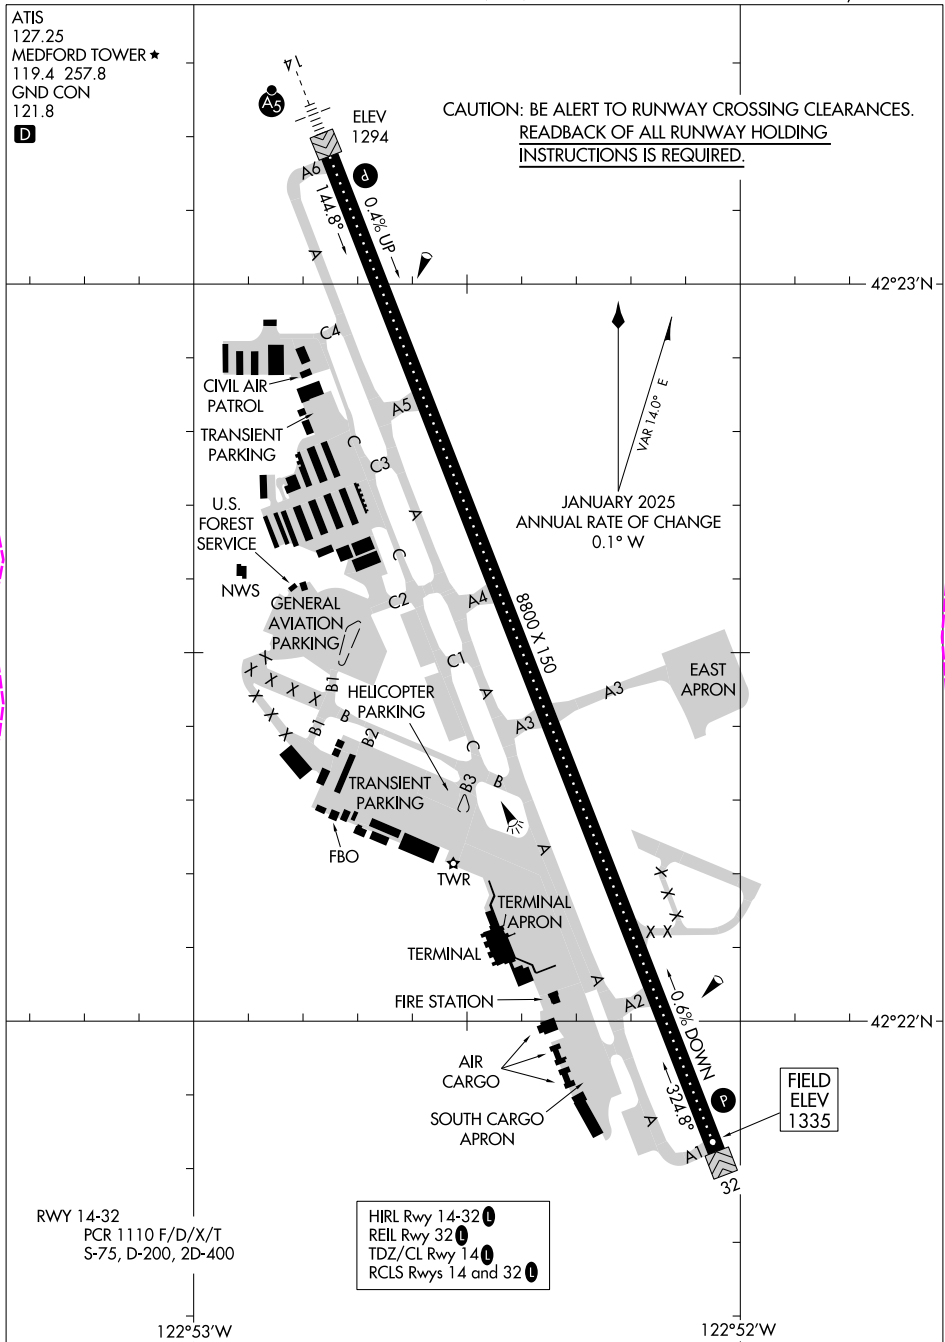 ATIS
127.25
MEDFORD TOWER ★
119.4 257.8
GND CON
121.8
D
14
A5
ELEV
1294
CAUTION: BE ALERT TO RUNWAY CROSSING CLEARANCES.
READBACK OF ALL RUNWAY HOLDING
INSTRUCTIONS IS REQUIRED.
A6
P
144.8°
0.4% UP
A
42°23'N
C4
CIVIL AIR
PATROL
A5
VAR 14.0° E
TRANSIENT
PARKING
C
C3
U.S.
FOREST
SERVICE
A
JANUARY 2025
ANNUAL RATE OF CHANGE
0.1° W
C
NWS
GENERAL
AVIATION
PARKING
C2
A4
8800 X 150
X
X
X
X
X
X
X
X
C1
EAST
APRON
B1
HELICOPTER
PARKING
A
A3
A3
B
B1
B2
C
B3
B
TRANSIENT
PARKING
FBO
A
TWR
X
X
X
X
X
TERMINAL
APRON
TERMINAL
A
FIRE STATION
A2
0.6% DOWN
42°22'N
AIR
CARGO
324.8°
P
FIELD
ELEV
1335
SOUTH CARGO
APRON
A
A1
32
RWY 14-32
PCR 1110 F/D/X/T
S-75, D-200, 2D-400
HIRL Rwy 14-32 L
REIL Rwy 32 L
TDZ/CL Rwy 14 L
RCLS Rwys 14 and 32 L
122°53'W
122°52'W